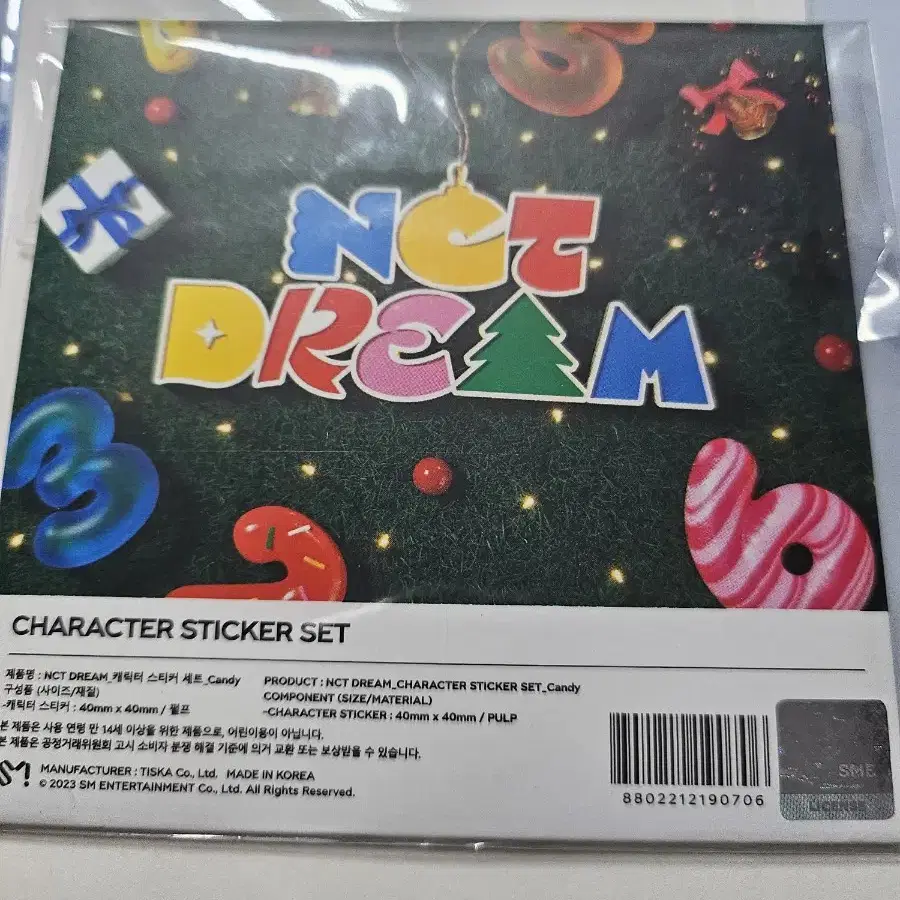 NCT
DREAM
CHARACTER STICKER SET
제품명 : NCT DREAM_캐릭터 스티커 세트_Candy
구성품 (사이즈/재질)
-캐릭터 스티커 : 40mm x 40mm / 펄프
PRODUCT : NCT DREAM_CHARACTER STICKER SET_Candy
COMPONENT (SIZE/MATERIAL)
-CHARACTER STICKER : 40mm x 40mm / PULP
본 제품은 사용 연령 만 14세 이상을 위한 제품으로, 어린이용이 아닙니다.
본 제품은 공정거래위원회 고시 소비자 분쟁 해결 기준에 의거 교환 또는 보상받을 수 있습니다.
SM
MANUFACTURER : TISKA Co., Ltd. MADE IN KOREA
© 2023 SM ENTERTAINMENT Co., Ltd. All Rights Reserved.
8802212190706
SME
LICENSE